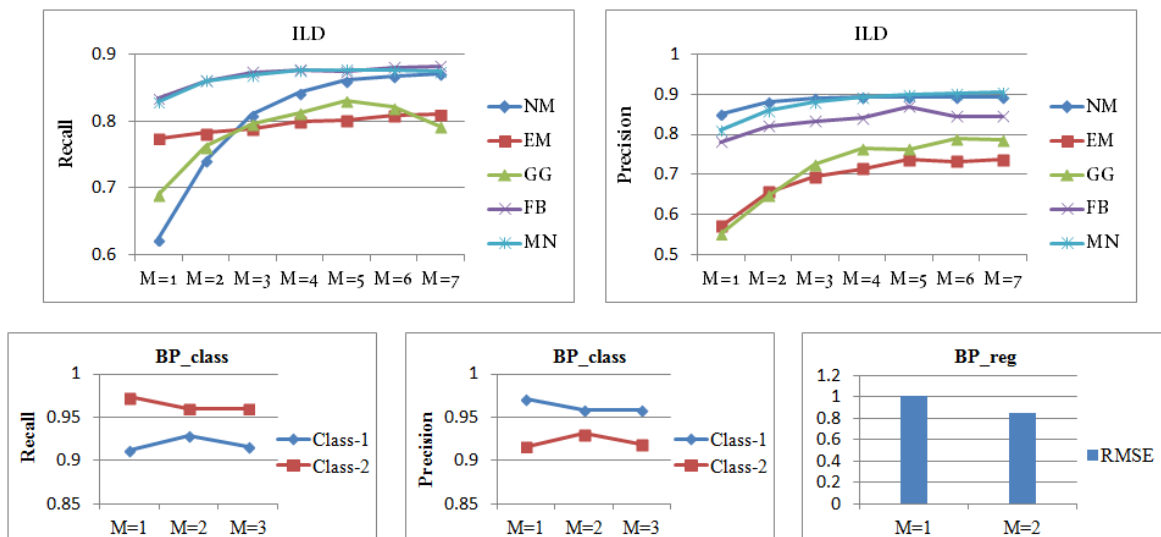 ILD
Recall
0.9
0.8
0.7
0.6
M=1 M=2 M=3 M=4 M=5 M=6 M=7
NM
EM
GG
FB
MN
ILD
Precision
1
0.9
0.8
0.7
0.6
0.5
M=1 M=2 M=3 M=4 M=5 M=6 M=7
NM
EM
GG
FB
MN
BP_class
Recall
1
0.95
0.9
0.85
M=1 M=2 M=3
Class-1
Class-2
BP_class
Precision
1
0.95
0.9
0.85
M=1 M=2 M=3
Class-1
Class-2
BP_reg
1.2
1
0.8
0.6
0.4
0.2
0
M=1 M=2
RMSE